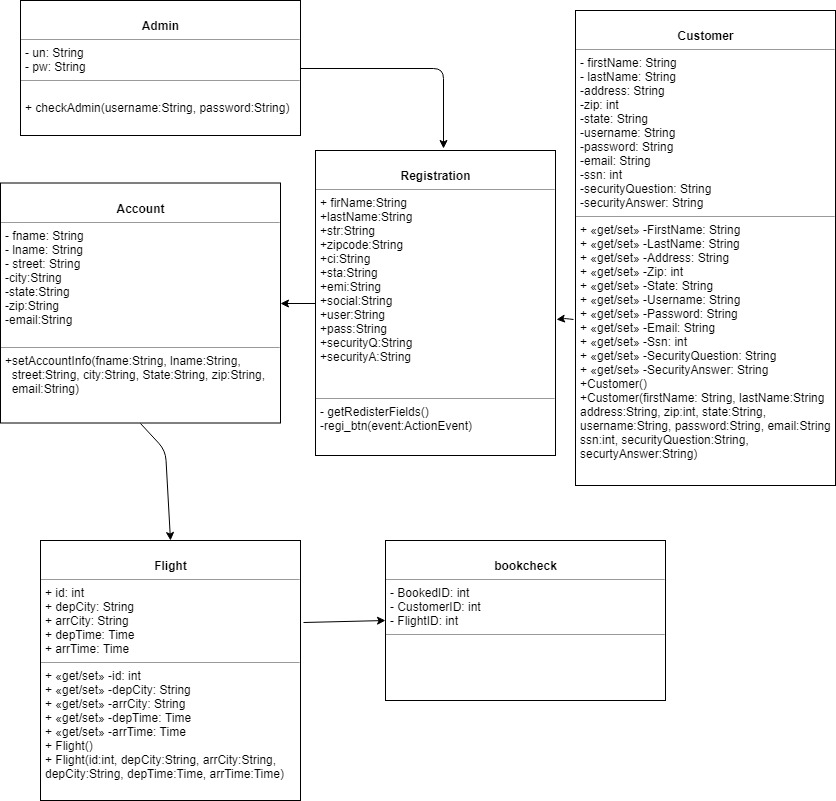 Admin
- un: String
- pw: String
+ checkAdmin(username:String, password:String)
Customer
- firstName: String
- lastName: String
-address: String
-zip: int
-state: String
-username: String
-password: String
-email: String
-ssn: int
-securityQuestion: String
-securityAnswer: String
+ «get/set» -FirstName: String
+ «get/set» -LastName: String
+ «get/set» -Address: String
+ «get/set» -Zip: int
+ «get/set» -State: String
+ «get/set» -Username: String
+ «get/set» -Password: String
+ «get/set» -Email: String
+ «get/set» -Ssn: int
+ «get/set» -SecurityQuestion: String
+ «get/set» -SecurityAnswer: String
+Customer()
+Customer(firstName: String, lastName:String
address:String, zip:int, state:String,
username:String, password:String, email:String
ssn:int, securityQuestion:String,
securtyAnswer:String)
Registration
+ firName:String
+lastName:String
+str:String
+zipcode:String
+ci:String
+sta:String
+emi:String
+social:String
+user:String
+pass:String
+securityQ:String
+securityA:String
- getRedisterFields()
-regi_btn(event:ActionEvent)
Account
- fname: String
- lname: String
- street: String
-city:String
-state:String
-zip:String
-email:String
+setAccountInfo(fname:String, lname:String,
street:String, city:String, State:String, zip:String,
email:String)
Flight
+ id: int
+ depCity: String
+ arrCity: String
+ depTime: Time
+ arrTime: Time
+ «get/set» -id: int
+ «get/set» -depCity: String
+ «get/set» -arrCity: String
+ «get/set» -depTime: Time
+ «get/set» -arrTime: Time
+ Flight()
+ Flight(id:int, depCity:String, arrCity:String,
depCity:String, depTime:Time, arrTime:Time)
bookcheck
- BookedID: int
- CustomerID: int
- FlightID: int